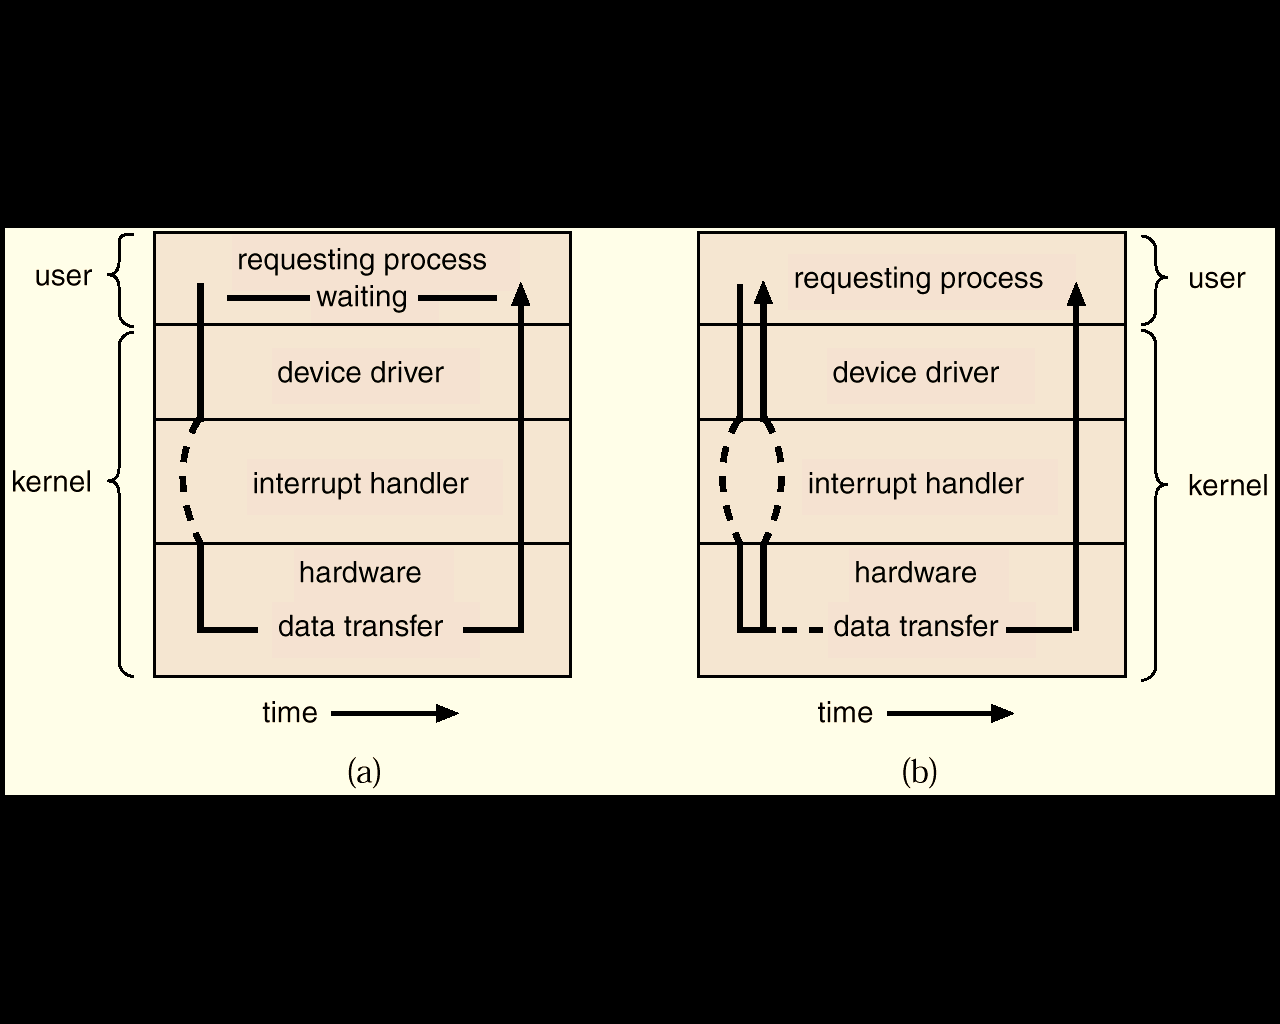 user
requesting process
waiting
device driver
kernel
interrupt handler
hardware
data transfer
time
(a)
requesting process
user
device driver
interrupt handler
kernel
hardware
data transfer
time
(b)